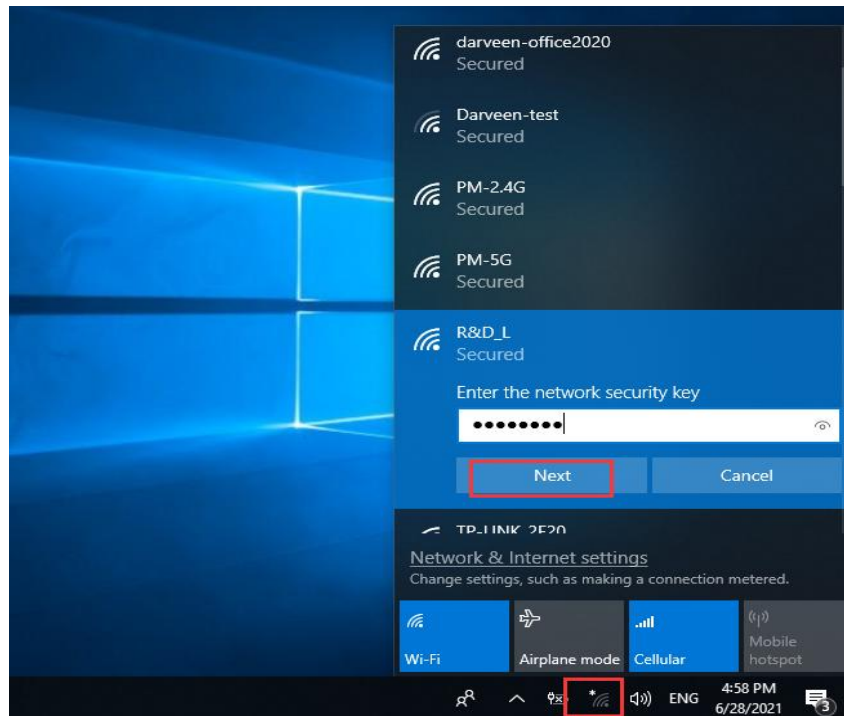 darveen-office2020
Secured
Darveen-test
Secured
PM-2.4G
Secured
PM-5G
Secured
R&D_L
Secured
Enter the network security key
●●●●●●●●
Next Cancel
TP-LINK_2F20
Network & Internet settings
Change settings, such as making a connection metered.
Wi-Fi
Airplane mode
Cellular
Mobile
hotspot
ENG
4:58 PM
6/28/2021
3